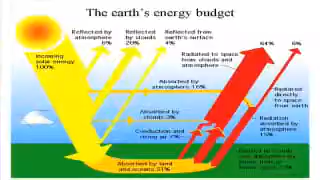 The earth's energy budget
Reflected by
atmosphere
6%
Reflected by
by clouds
20%
Reflected from
earth's surface
4%
64%
6%
Incoming
solar energy
100%
Radiated to space
from clouds and
atmosphere
Absorbed by
atmosphere 16%
Radiated
directly
to space
from earth
Absorbed by
clouds 3%
Conduction and
rising air 7%
Radiation
absorbed by
atmosphere
15%
Absorbed by land
and oceans 51%